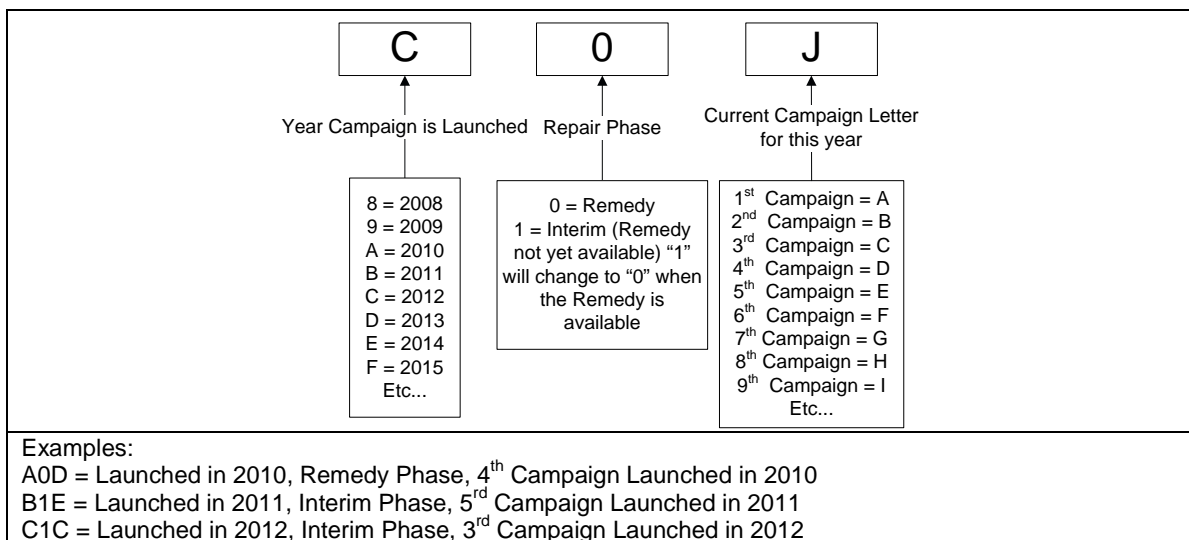 C
0
J
Year Campaign is Launched
Repair Phase
Current Campaign Letter
for this year
8 = 2008
9 = 2009
A = 2010
B = 2011
C = 2012
D = 2013
E = 2014
F = 2015
Etc...
0 = Remedy
1 = Interim (Remedy
not yet available) “1”
will change to “0” when
the Remedy is
available
1st Campaign = A
2nd Campaign = B
3rd Campaign = C
4th Campaign = D
5th Campaign = E
6th Campaign = F
7th Campaign = G
8th Campaign = H
9th Campaign = I
Etc...
Examples:
A0D = Launched in 2010, Remedy Phase, 4th Campaign Launched in 2010
B1E = Launched in 2011, Interim Phase, 5rd Campaign Launched in 2011
C1C = Launched in 2012, Interim Phase, 3rd Campaign Launched in 2012